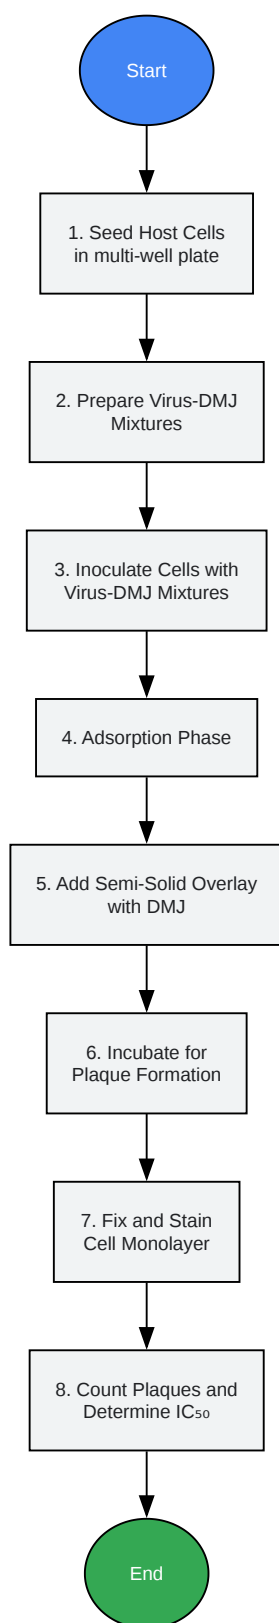 Start
1. Seed Host Cells
in multi-well plate
2. Prepare Virus-DMJ
Mixtures
3. Inoculate Cells with
Virus-DMJ Mixtures
4. Adsorption Phase
5. Add Semi-Solid Overlay
with DMJ
6. Incubate for
Plaque Formation
7. Fix and Stain
Cell Monolayer
8. Count Plaques and
Determine IC₅₀
End